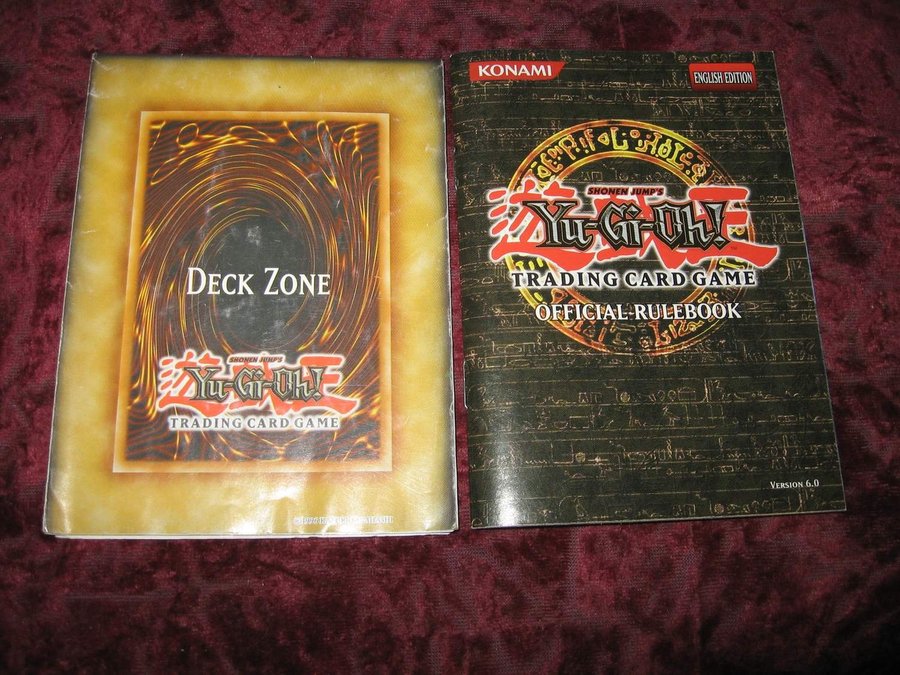 DECK ZONE
SHONEN JUMP'S
遊戯王
Yu-Gi-Oh!
TRADING CARD GAME
KONAMI
ENGLISH EDITION
SHONEN JUMP'S
遊戯王
Yu-Gi-Oh!
™
TRADING CARD GAME
OFFICIAL RULEBOOK
VERSION 6.0